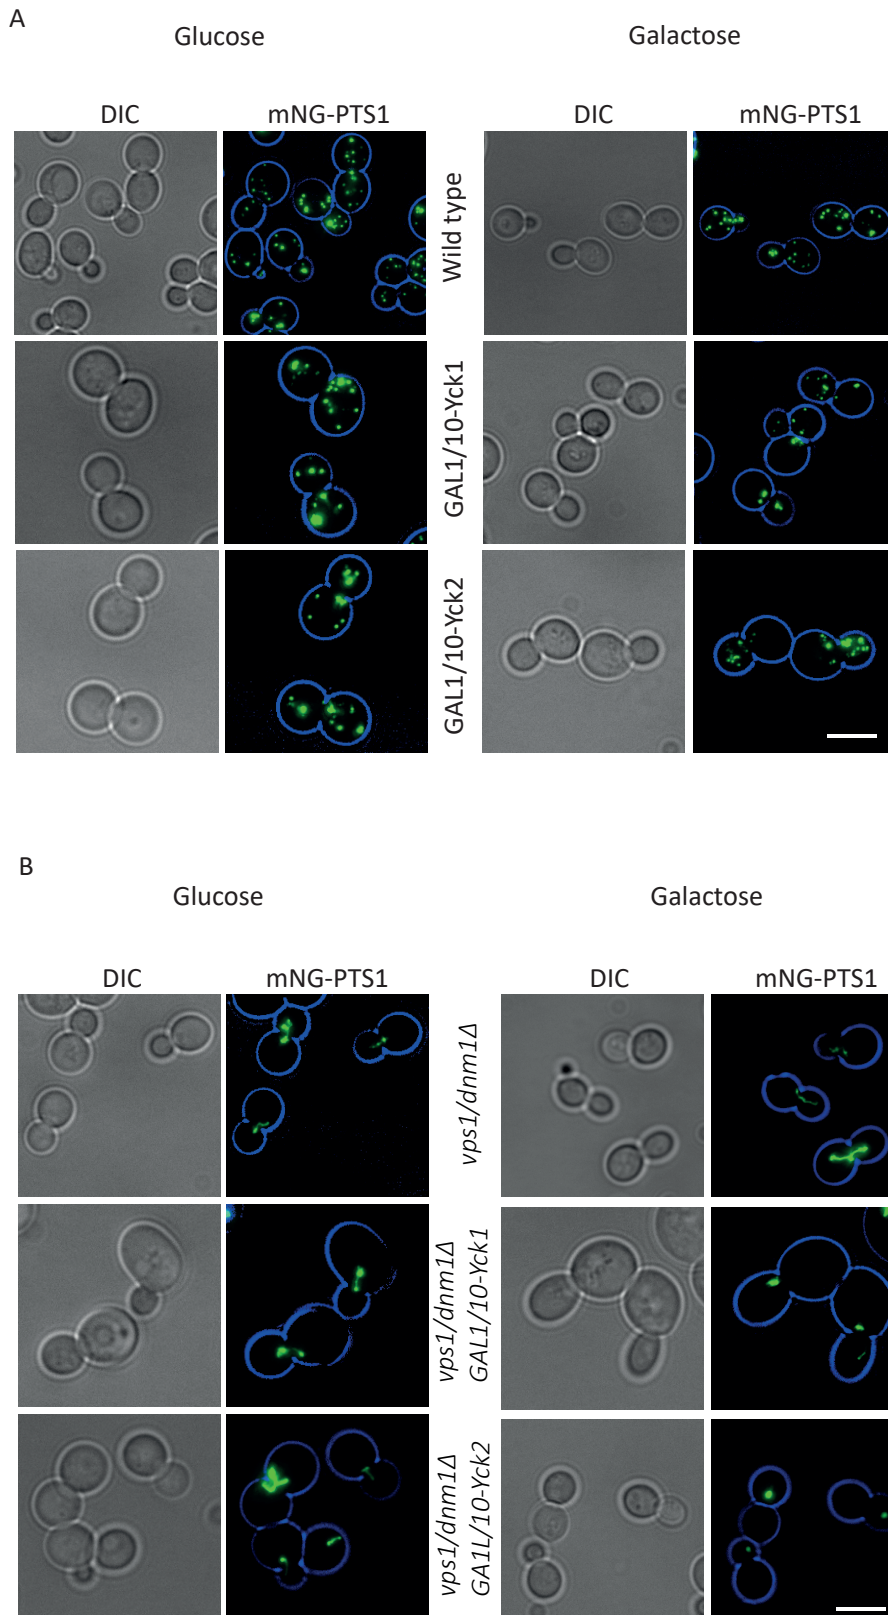 A
Glucose
Galactose
DIC
mNG-PTS1
DIC
mNG-PTS1
Wild type
GAL1/10-Yck1
GAL1/10-Yck2
B
Glucose
Galactose
DIC
mNG-PTS1
DIC
mNG-PTS1
vps1/dnm1Δ
vps1/dnm1Δ
GAL1/10-Yck1
vps1/dnm1Δ
GA1L/10-Yck2